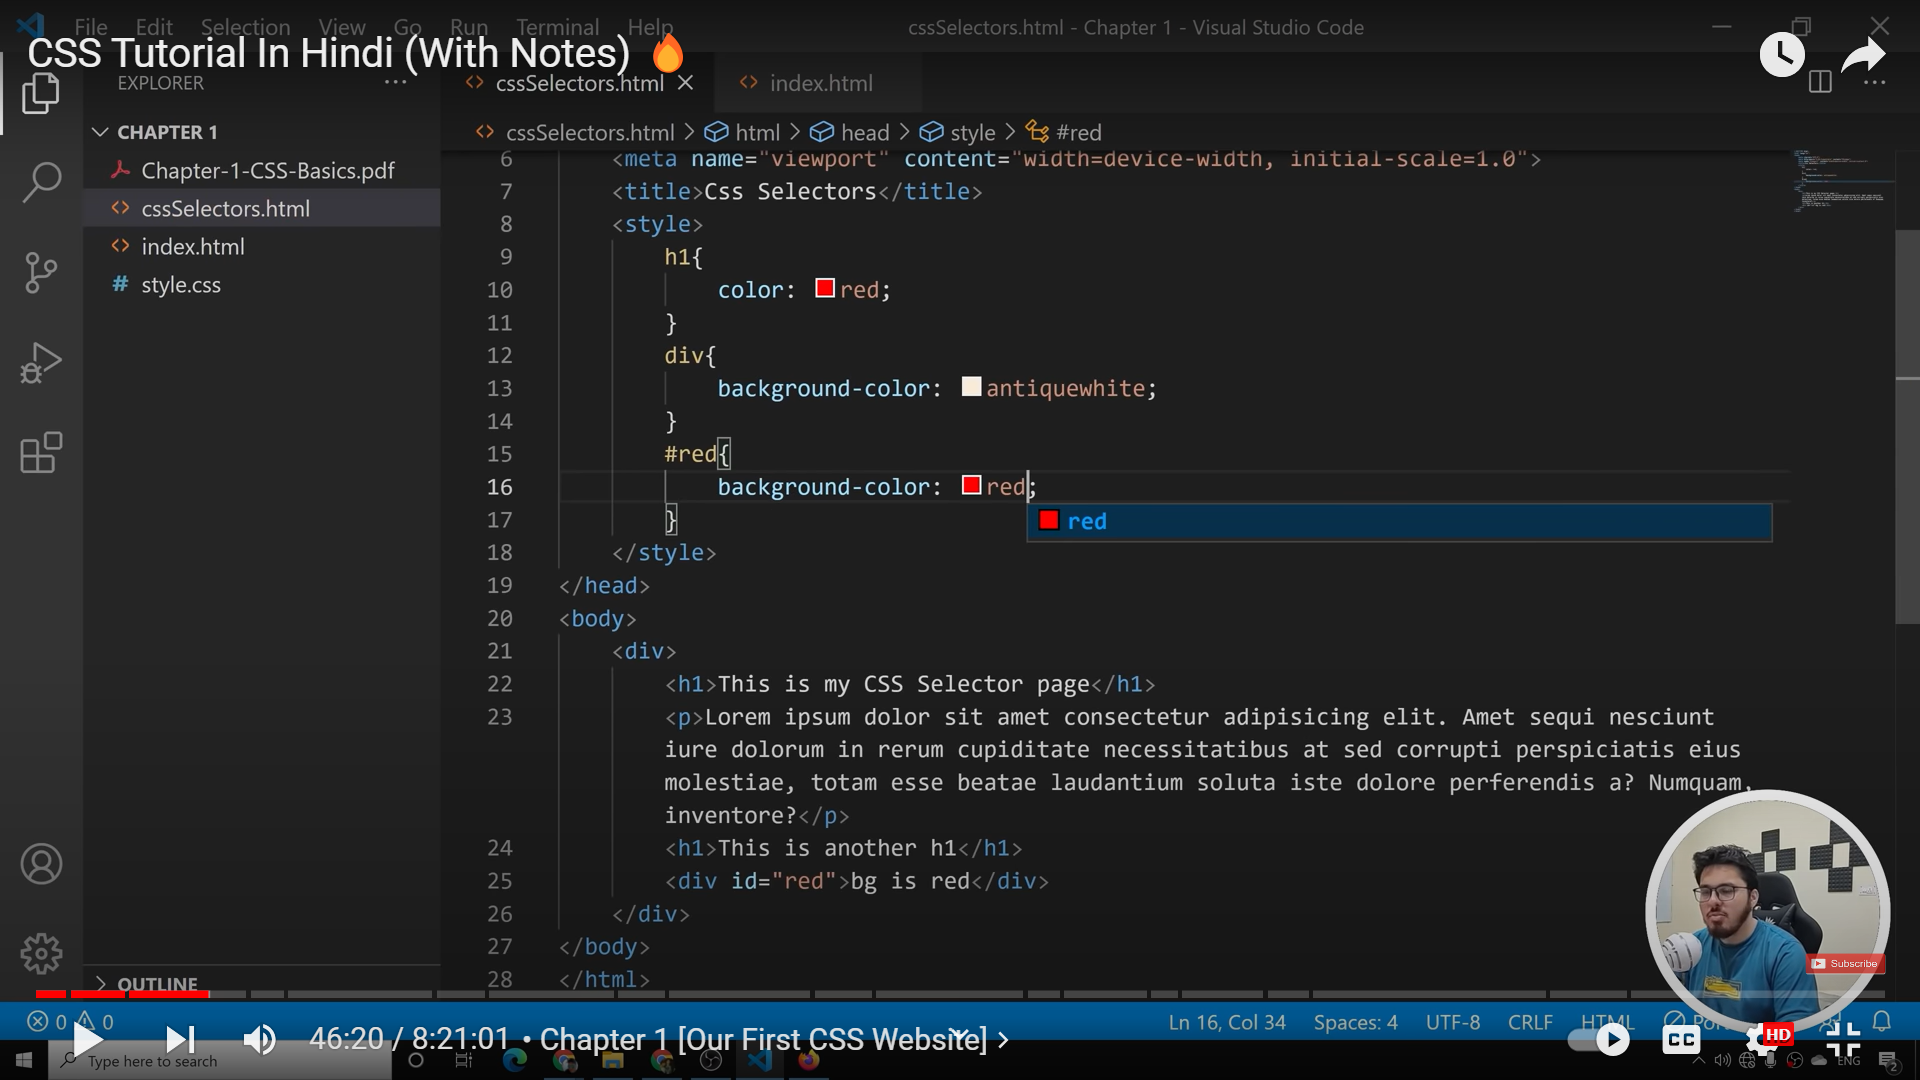 File Edit Selection View Go Run Terminal Help
cssSelectors.html - Chapter 1 - Visual Studio Code
CSS Tutorial In Hindi (With Notes) 🔥
EXPLORER
cssSelectors.html
index.html
CHAPTER 1
Chapter-1-CSS-Basics.pdf
cssSelectors.html
index.html
style.css
cssSelectors.html > html > head > style > #red
6 <meta name="viewport" content="width=device-width, initial-scale=1.0">
7 <title>Css Selectors</title>
8 <style>
9 h1{
10 color: red;
11 }
12 div{
13 background-color: antiquewhite;
14 }
15 #red{
16 background-color: red;
red
17 }
18 </style>
19 </head>
20 <body>
21 <div>
22 <h1>This is my CSS Selector page</h1>
23 <p>Lorem ipsum dolor sit amet consectetur adipisicing elit. Amet sequi nesciunt
iure dolorum in rerum cupiditate necessitatibus at sed corrupti perspiciatis eius
molestiae, totam esse beatae laudantium soluta iste dolore perferendis a? Numquam,
inventore?</p>
24 <h1>This is another h1</h1>
25 <div id="red">bg is red</div>
26 </div>
27 </body>
28 </html>
OUTLINE
Subscribe
0 0
Ln 16, Col 34 Spaces: 4 UTF-8 CRLF HTML
46:20 / 8:21:01 • Chapter 1 [Our First CSS Website] >
CC
HD
Type here to search
ENG
2